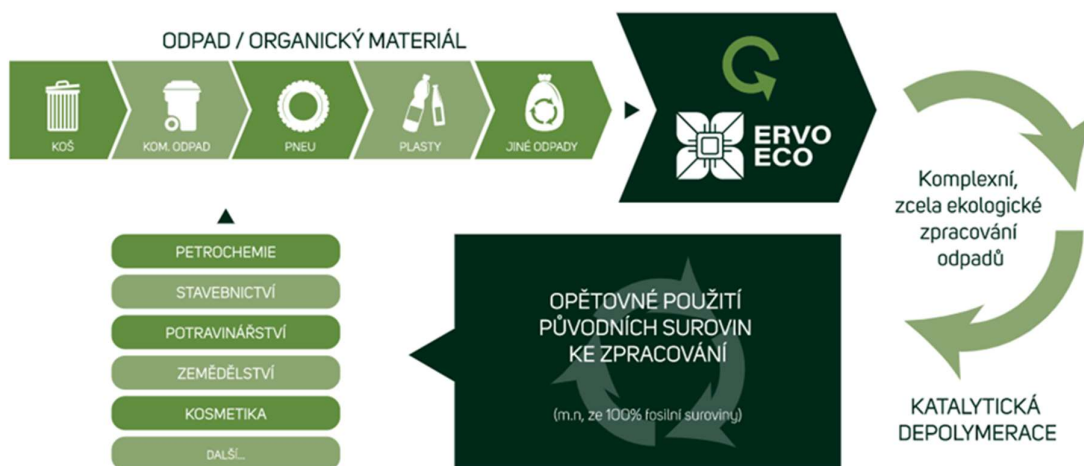 ODPAD / ORGANICKÝ MATERIÁL
KOŠ
KOM. ODPAD
PNEU
PLASTY
JINÉ ODPADY
ERVO
ECO
Komplexní,
zcela ekologické
zpracování
odpadů
KATALYTICKÁ
DEPOLYMERACE
OPĚTOVNÉ POUŽITÍ
PŮVODNÍCH SUROVIN
KE ZPRACOVÁNÍ
(m.n, ze 100% fosilní suroviny)
PETROCHEMIE
STAVEBNICTVÍ
POTRAVINÁŘSTVÍ
ZEMĚDĚLSTVÍ
KOSMETIKA
DALŠÍ...